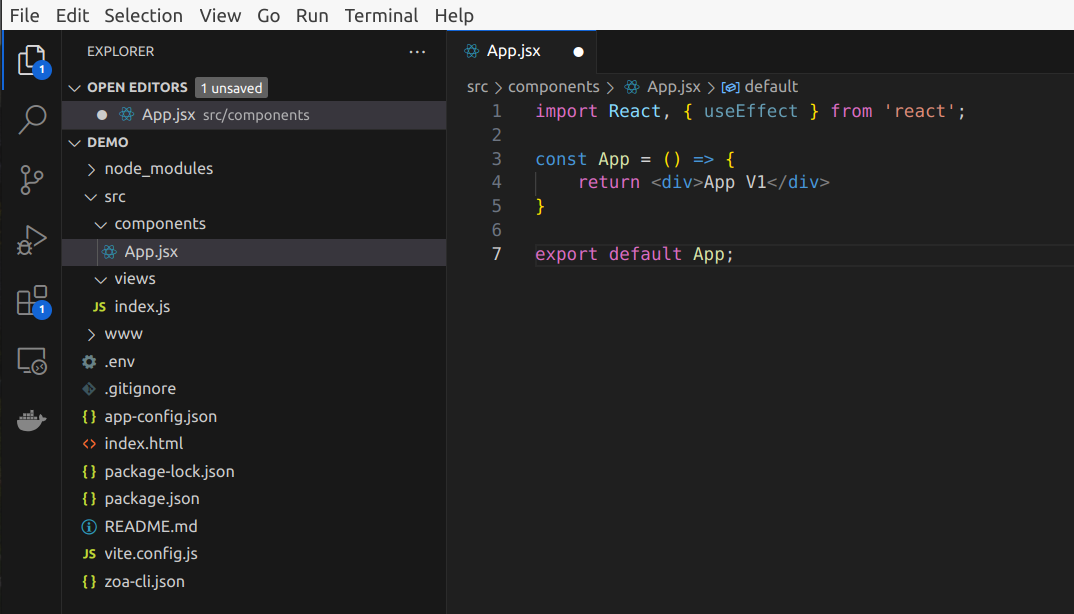 File Edit Selection View Go Run Terminal Help
EXPLORER ···
OPEN EDITORS 1 unsaved
App.jsx src/components
DEMO
node_modules
src
components
App.jsx
views
JS index.js
www
.env
.gitignore
{} app-config.json
<> index.html
{} package-lock.json
{} package.json
README.md
JS vite.config.js
{} zoa-cli.json
1
1
App.jsx
src > components > App.jsx > default
1 import React, { useEffect } from 'react';
2
3 const App = () => {
4 return <div>App V1</div>
5 }
6
7 export default App;